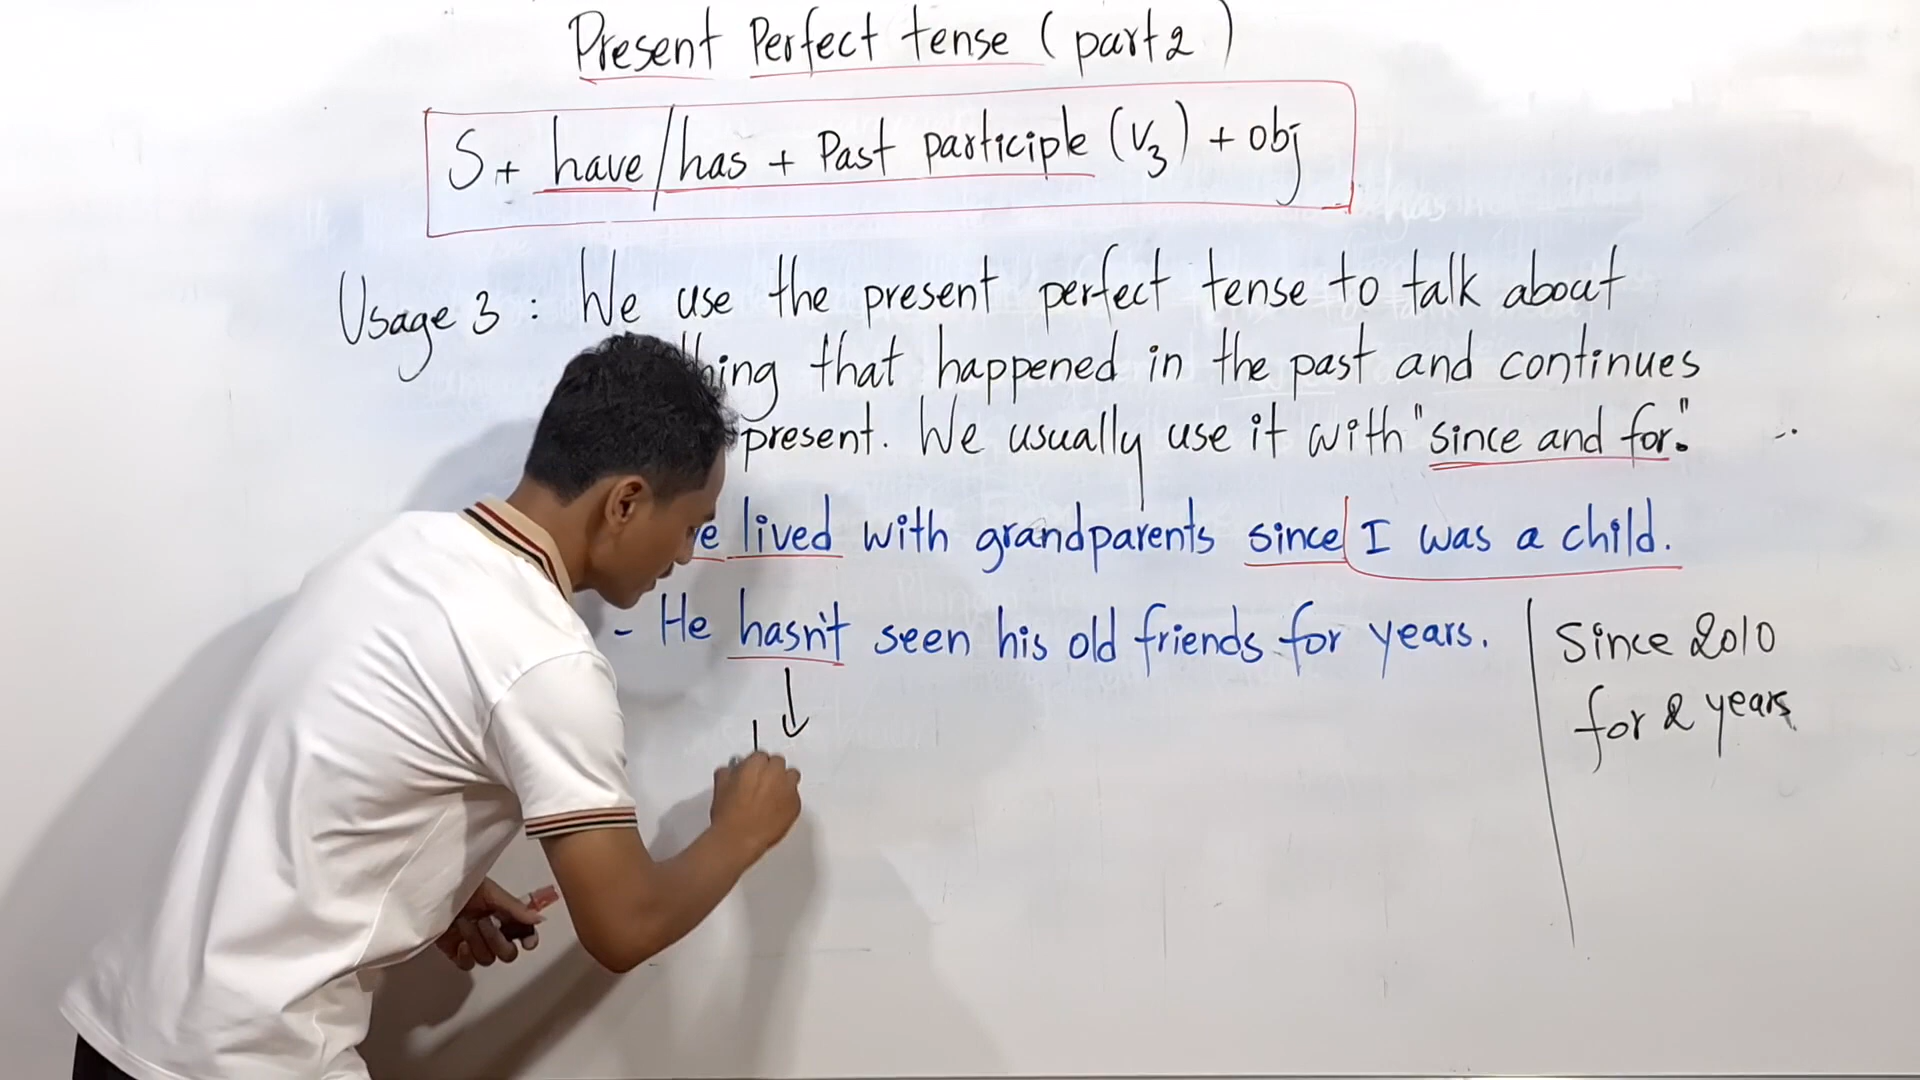 Present Perfect tense (part 2)
S + have/has + Past participle (V3) + obj
Usage 3 : We use the present perfect tense to talk about
thing that happened in the past and continues
present. We usually use it with "since and for."
lived with grandparents since I was a child.
- He hasn't seen his old friends for years.
Since 2010
for 2 years